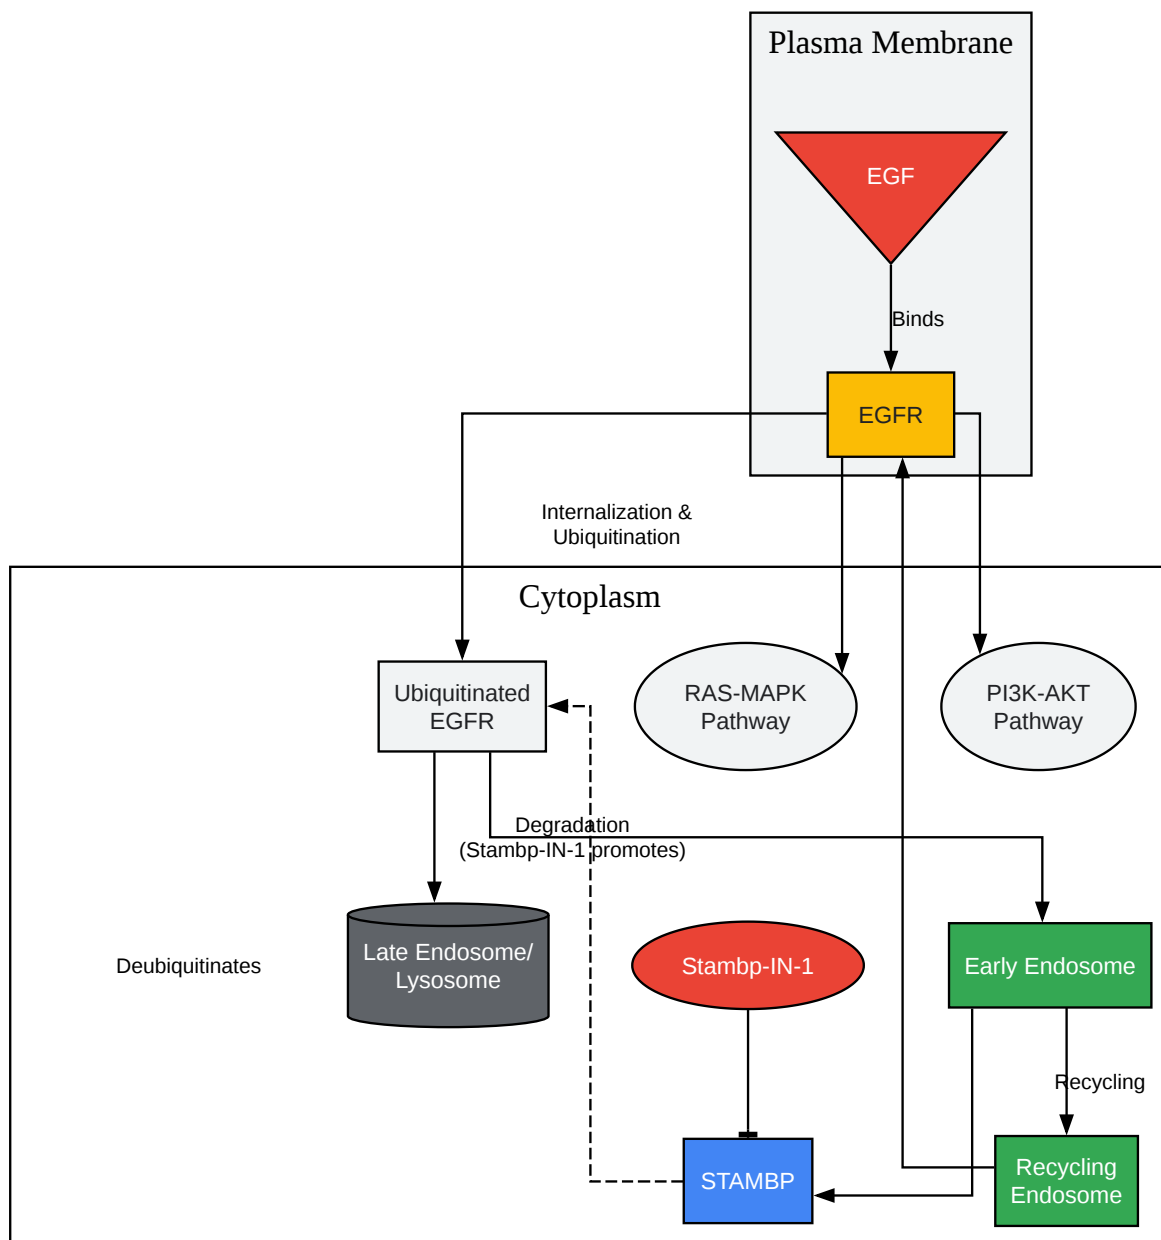 Plasma Membrane
EGF
Binds
EGFR
Internalization &
Ubiquitination
Cytoplasm
Ubiquitinated
EGFR
RAS-MAPK
Pathway
PI3K-AKT
Pathway
Degradation
(Stambp-IN-1 promotes)
Deubiquitinates
Late Endosome/
Lysosome
Stambp-IN-1
Early Endosome
Recycling
STAMBP
Recycling
Endosome